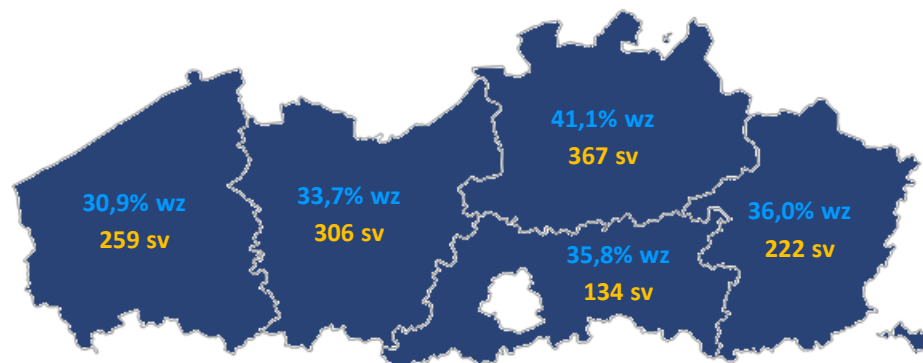 30,9% wz
259 sv
33,7% wz
306 sv
41,1% wz
367 sv
35,8% wz
134 sv
36,0% wz
222 sv